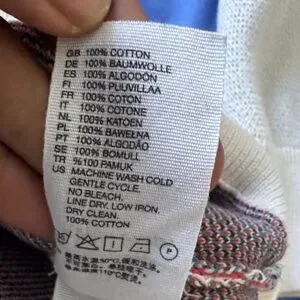 GB 100% COTTON
DE 100% BAUMWOLLE
ES 100% ALGODÓN
FI 100% PUUVILLAA
FR 100% COTON
IT 100% COTONE
NL 100% KATOEN
PL 100% BAWEŁNA
PT 100% ALGODÃO
SE 100% BOMULL
TR %100 PAMUK
US MACHINE WASH COLD
GENTLE CYCLE.
NO BLEACH.
LINE DRY. LOW IRON.
DRY CLEAN.
100% COTTON
P